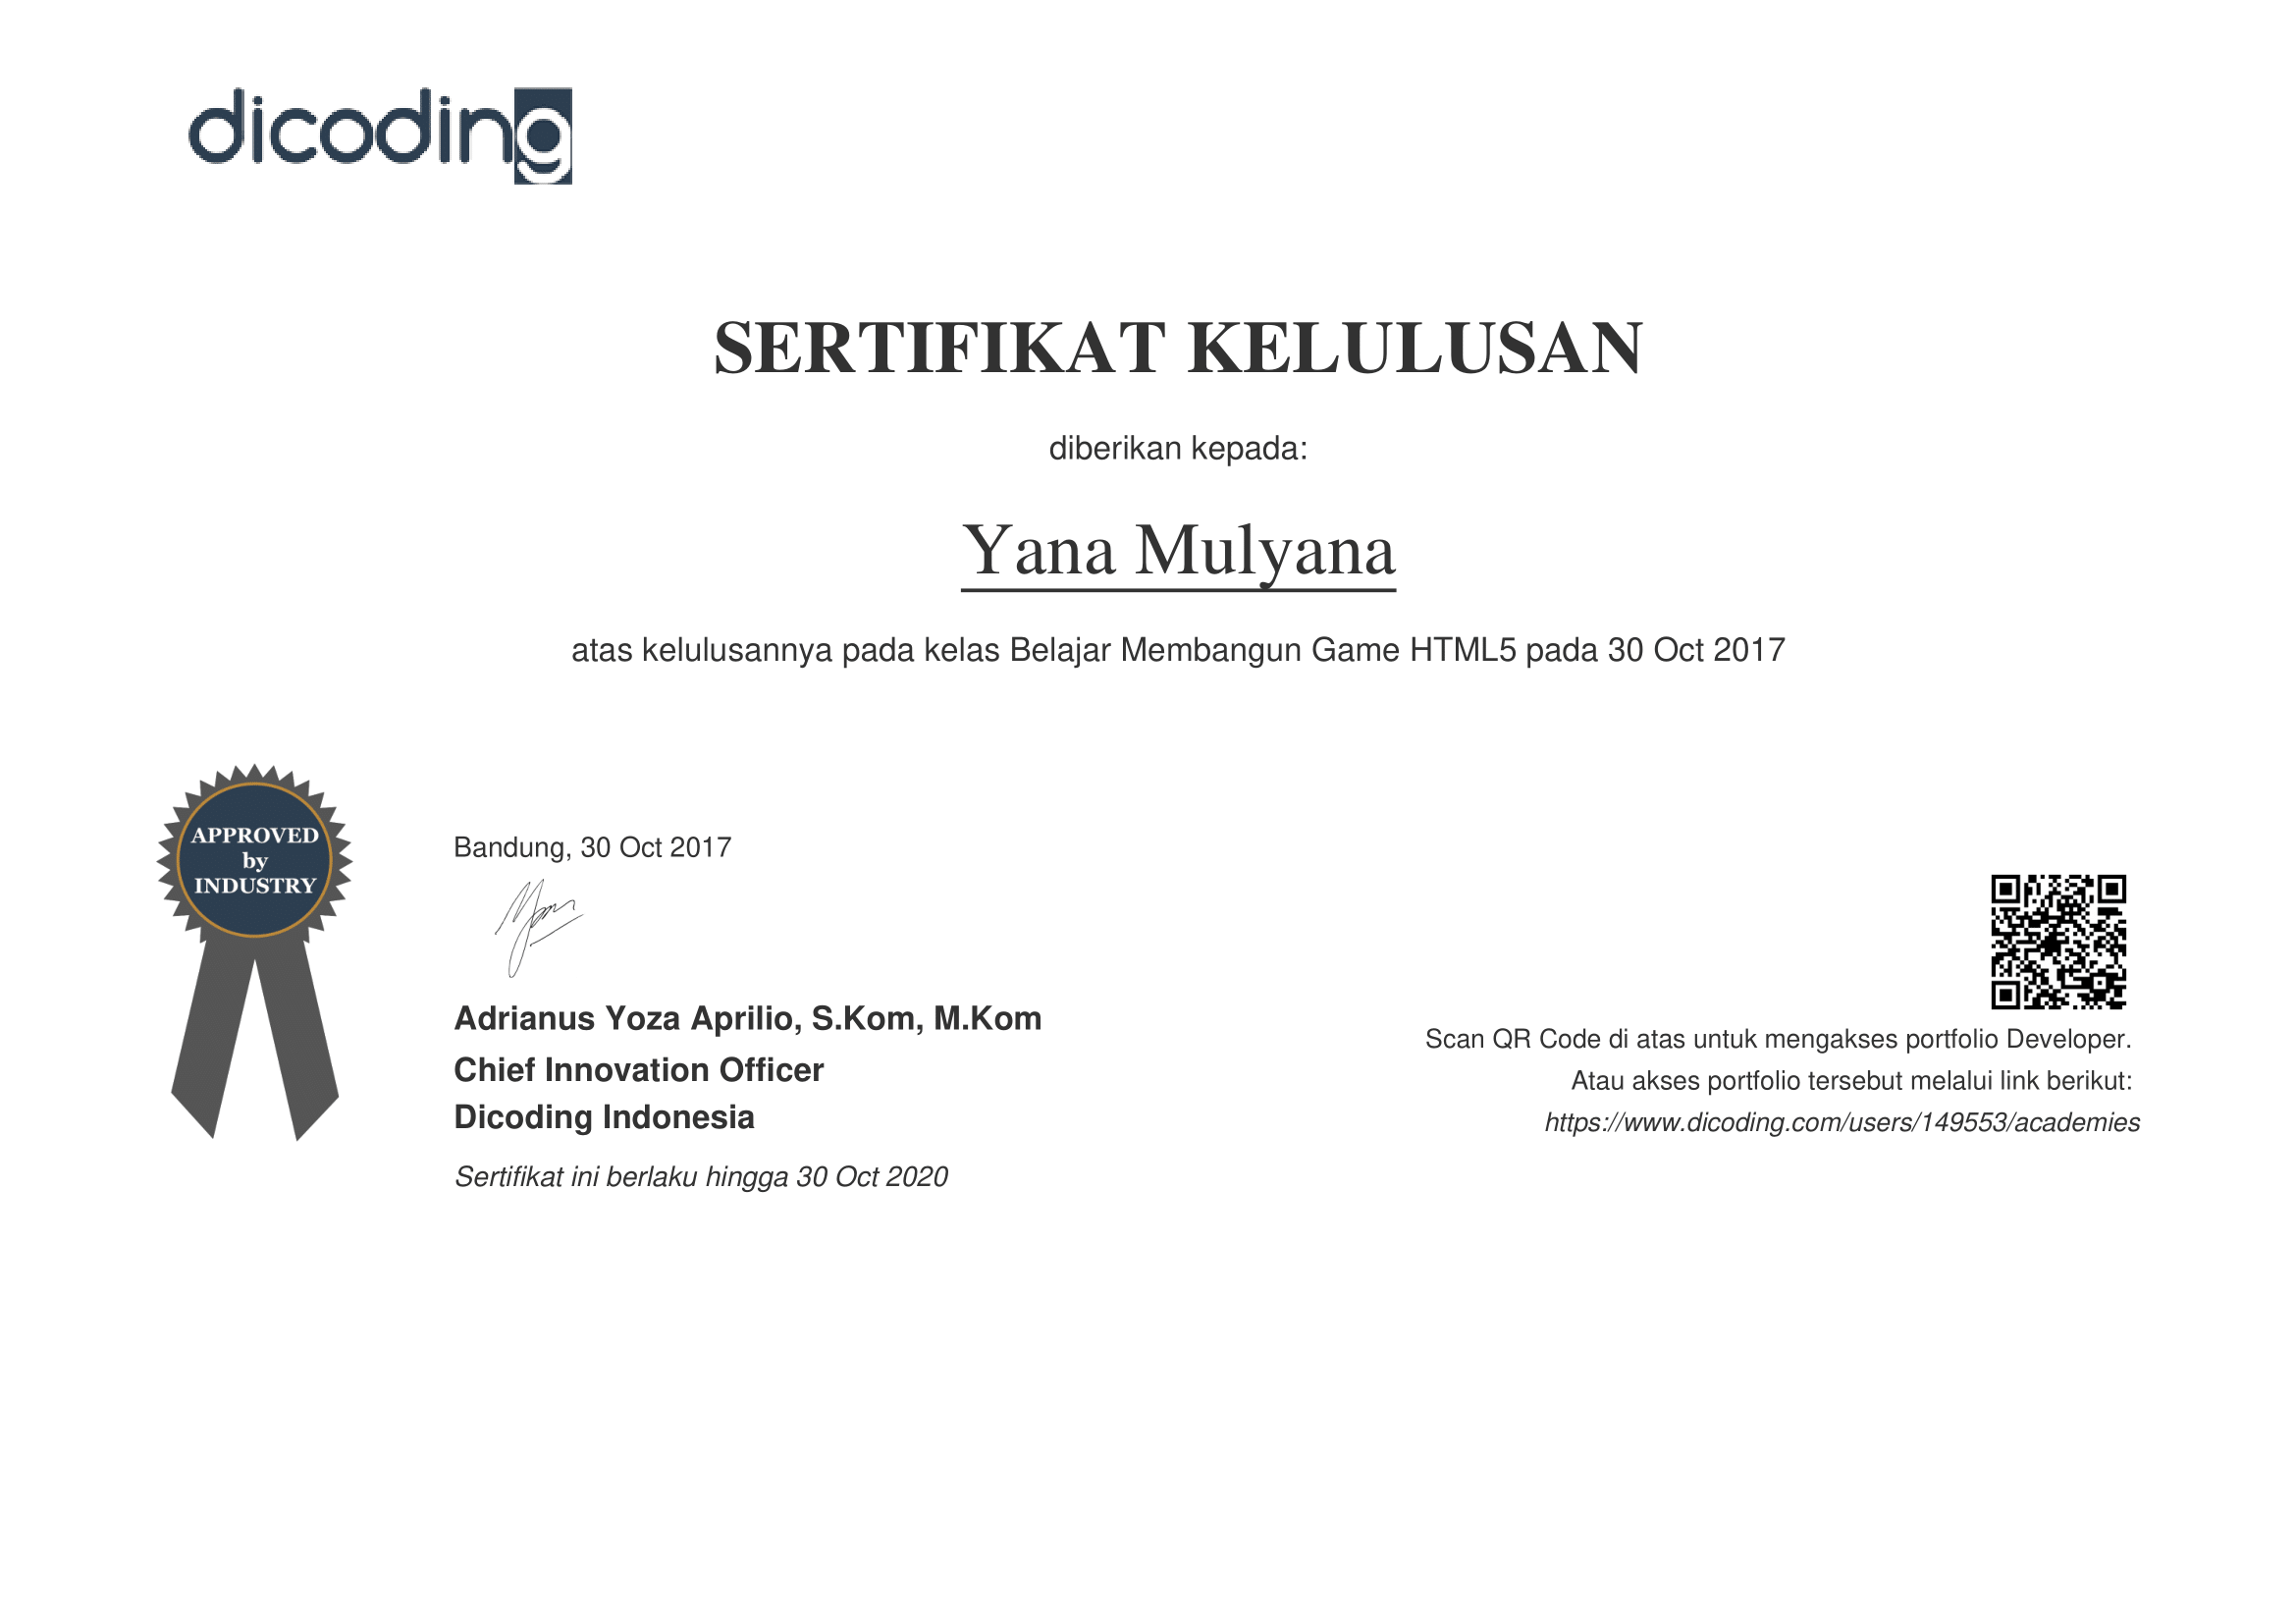 dicoding
SERTIFIKAT KELULUSAN
diberikan kepada:
Yana Mulyana
atas kelulusannya pada kelas Belajar Membangun Game HTML5 pada 30 Oct 2017
APPROVED
by
INDUSTRY
Bandung, 30 Oct 2017
Adrianus Yoza Aprilio, S.Kom, M.Kom
Chief Innovation Officer
Dicoding Indonesia
Sertifikat ini berlaku hingga 30 Oct 2020
Scan QR Code di atas untuk mengakses portfolio Developer.
Atau akses portfolio tersebut melalui link berikut:
https://www.dicoding.com/users/149553/academies